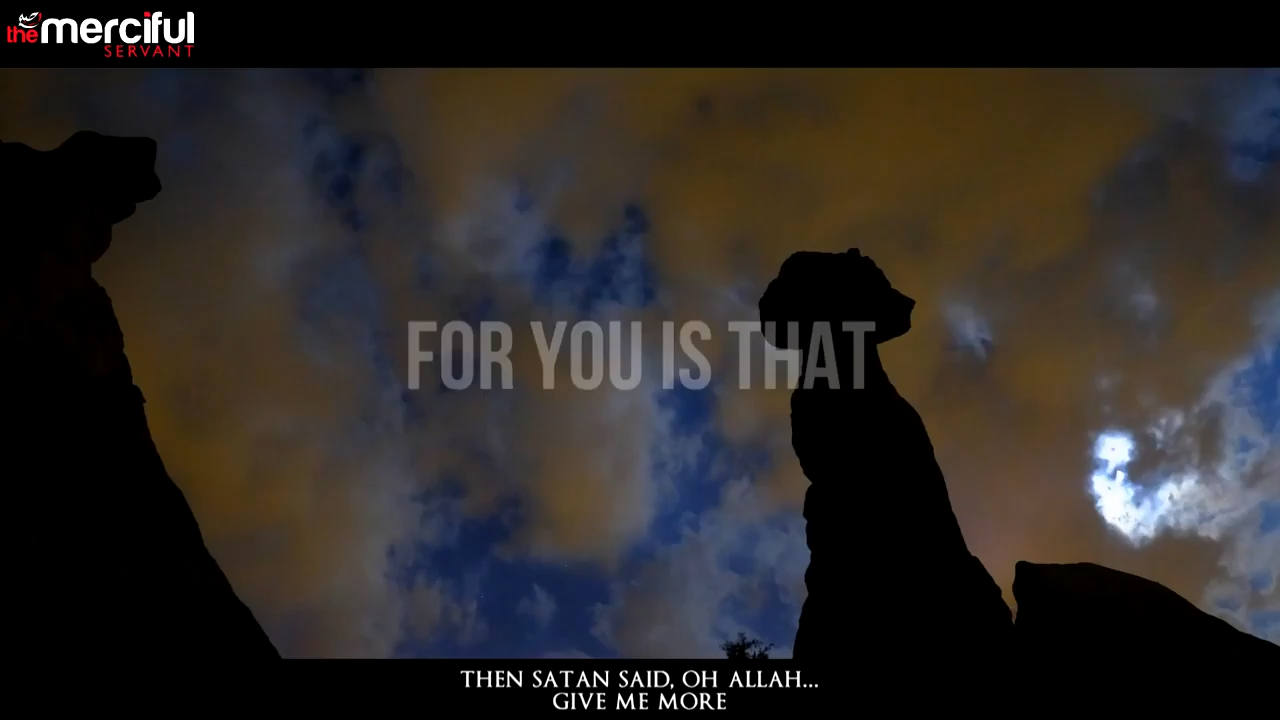 the merciful
SERVANT
FOR YOU IS THAT
THEN SATAN SAID, OH ALLAH...
GIVE ME MORE